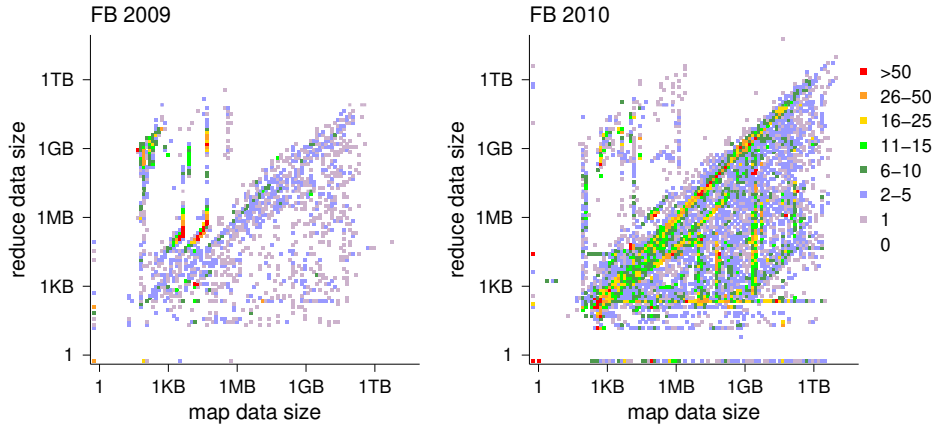 FB 2009
reduce data size
1TB
1GB
1MB
1KB
1
1
1KB
1MB
1GB
1TB
map data size
FB 2010
reduce data size
1TB
1GB
1MB
1KB
1
1
1KB
1MB
1GB
1TB
map data size
>50
26−50
16−25
11−15
6−10
2−5
1
0